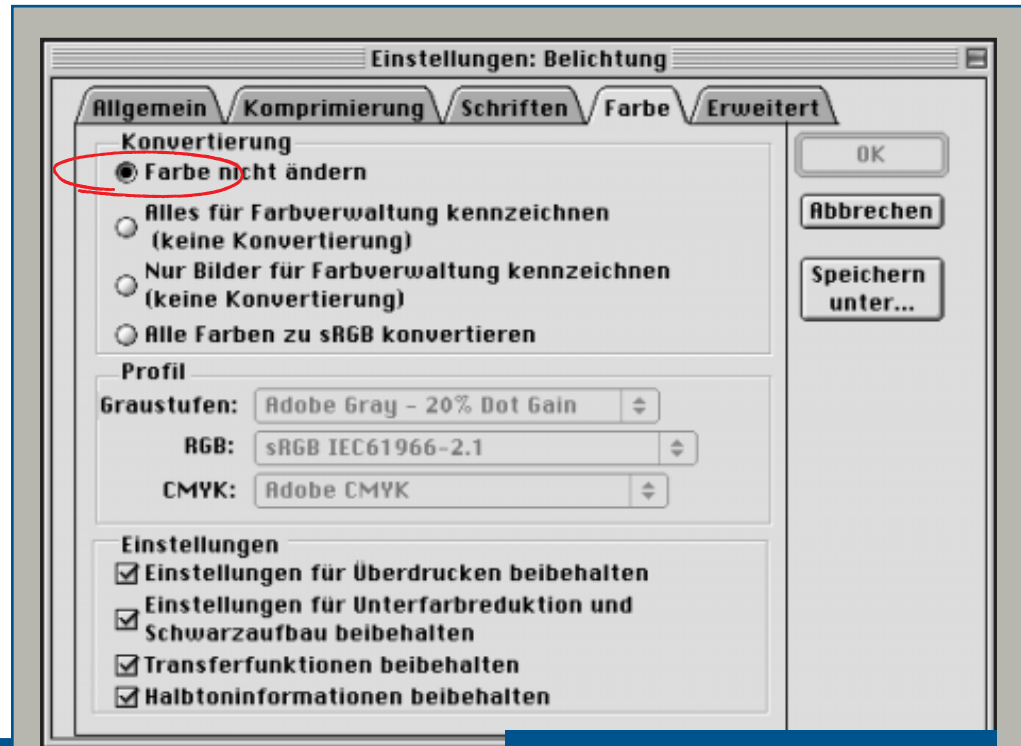 Einstellungen: Belichtung
Allgemein
Komprimierung
Schriften
Farbe
Erweitert
Konvertierung
Farbe nicht ändern
Alles für Farbverwaltung kennzeichnen
(keine Konvertierung)
Nur Bilder für Farbverwaltung kennzeichnen
(keine Konvertierung)
Alle Farben zu sRGB konvertieren
OK
Abbrechen
Speichern
unter...
Profil
Graustufen: Adobe Gray - 20% Dot Gain
RGB: sRGB IEC61966-2.1
CMYK: Adobe CMYK
Einstellungen
Einstellungen für Überdrucken beibehalten
Einstellungen für Unterfarbreduktion und
Schwarzaufbau beibehalten
Transferfunktionen beibehalten
Halbtoninformationen beibehalten